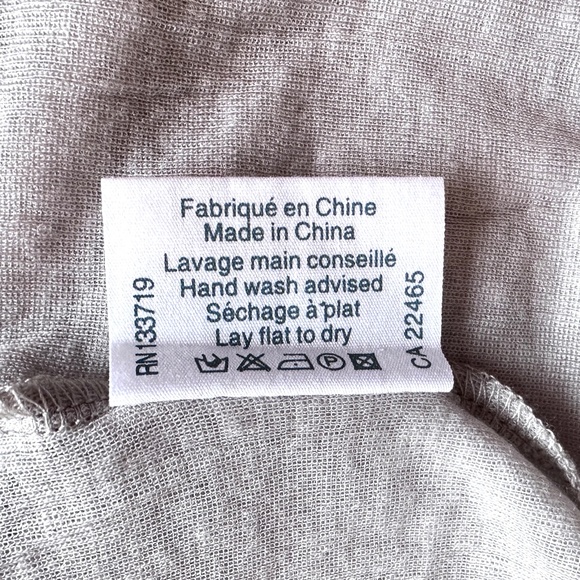 Fabriqué en Chine
Made in China
Lavage main conseillé
Hand wash advised
Séchage à plat
Lay flat to dry
RN133719
CA 22465
P